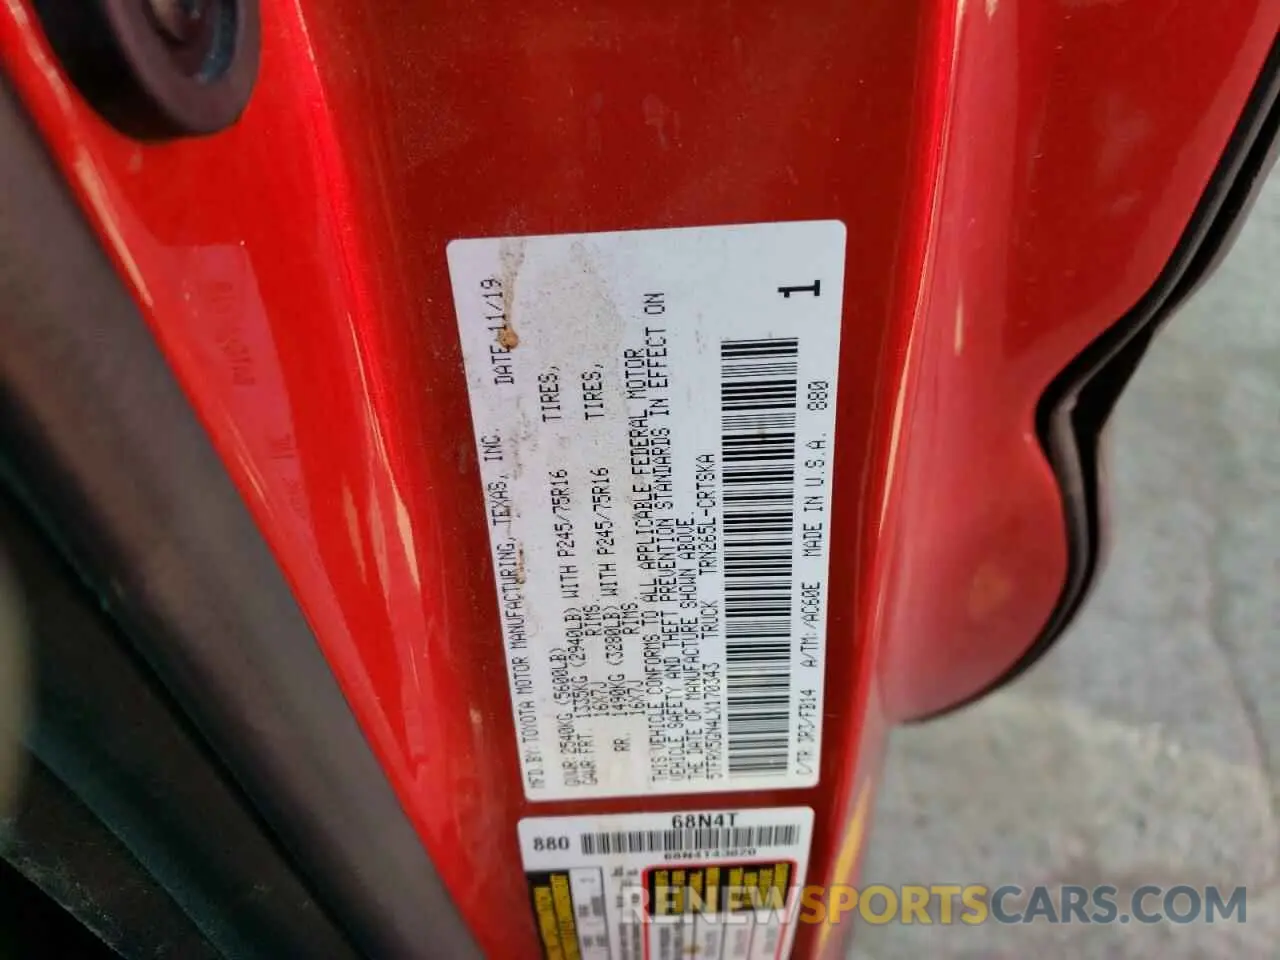 MFD.BY: TOYOTA MOTOR MANUFACTURING, TEXAS, INC. DATE 11/19
GVWR: 2540KG (5600LB)
GAWR:FRT. 1335KG (2940LB) WITH P245/75R16 TIRES,
16X7J RIMS
RR. 1490KG (3280LB) WITH P245/75R16 TIRES,
16X7J RIMS
THIS VEHICLE CONFORMS TO ALL APPLICABLE FEDERAL MOTOR
VEHICLE SAFETY AND THEFT PREVENTION STANDARDS IN EFFECT ON
THE DATE OF MANUFACTURE SHOWN ABOVE.
5TFRX5GN4LX170343 TRUCK TRN265L-CRTSKA
1
C/TR: 3R3/FB14 A/TM:/AC60E MADE IN U.S.A. 880
68N4T
880
68N4T43620
RENEWSPORTSCARS.COM